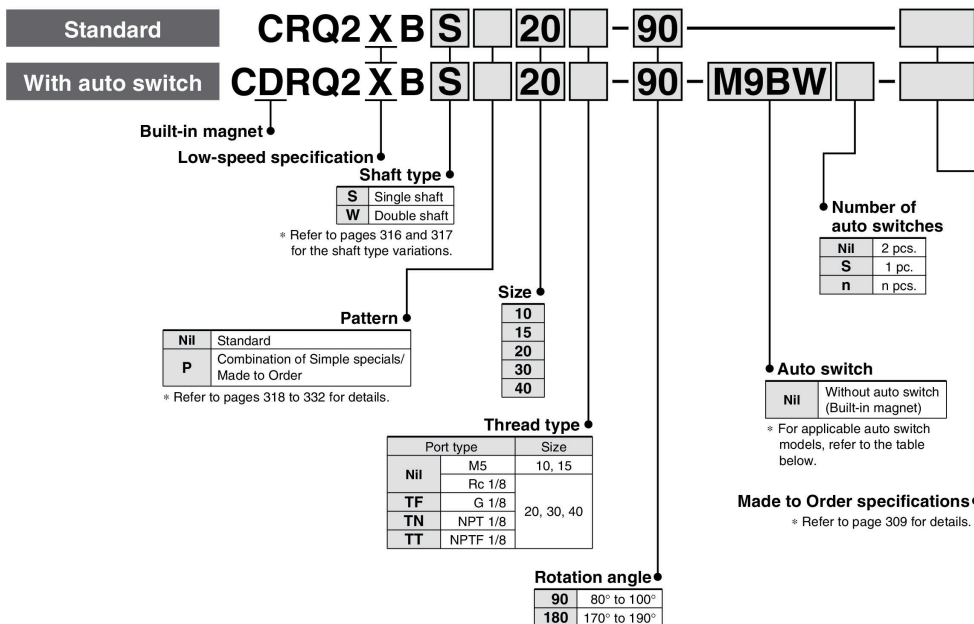 Standard
CRQ2 X B S 20 - 90
With auto switch
CDRQ2 X B S 20 - 90 - M9BW -
Built-in magnet
Low-speed specification
Shaft type
S Single shaft
W Double shaft
* Refer to pages 316 and 317
for the shaft type variations.
Pattern
Nil Standard
P Combination of Simple specials/
Made to Order
* Refer to pages 318 to 332 for details.
Size
10
15
20
30
40
Thread type
Port type Size
Nil M5 10, 15
Rc 1/8 20, 30, 40
TF G 1/8
TN NPT 1/8
TT NPTF 1/8
Rotation angle
90 80° to 100°
180 170° to 190°
Number of
auto switches
Nil 2 pcs.
S 1 pc.
n n pcs.
Auto switch
Nil Without auto switch
(Built-in magnet)
* For applicable auto switch
models, refer to the table
below.
Made to Order specifications
* Refer to page 309 for details.